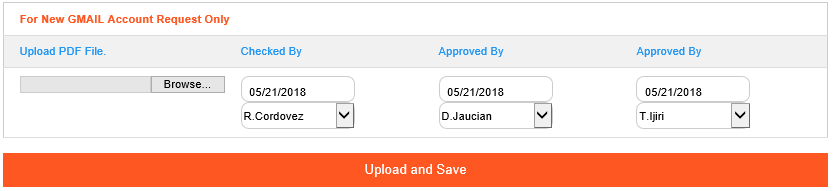 For New GMAIL Account Request Only
Upload PDF File. Checked By Approved By Approved By
Browse... 05/21/2018 05/21/2018 05/21/2018
R.Cordovez D.Jaucian T.Ijiri
Upload and Save